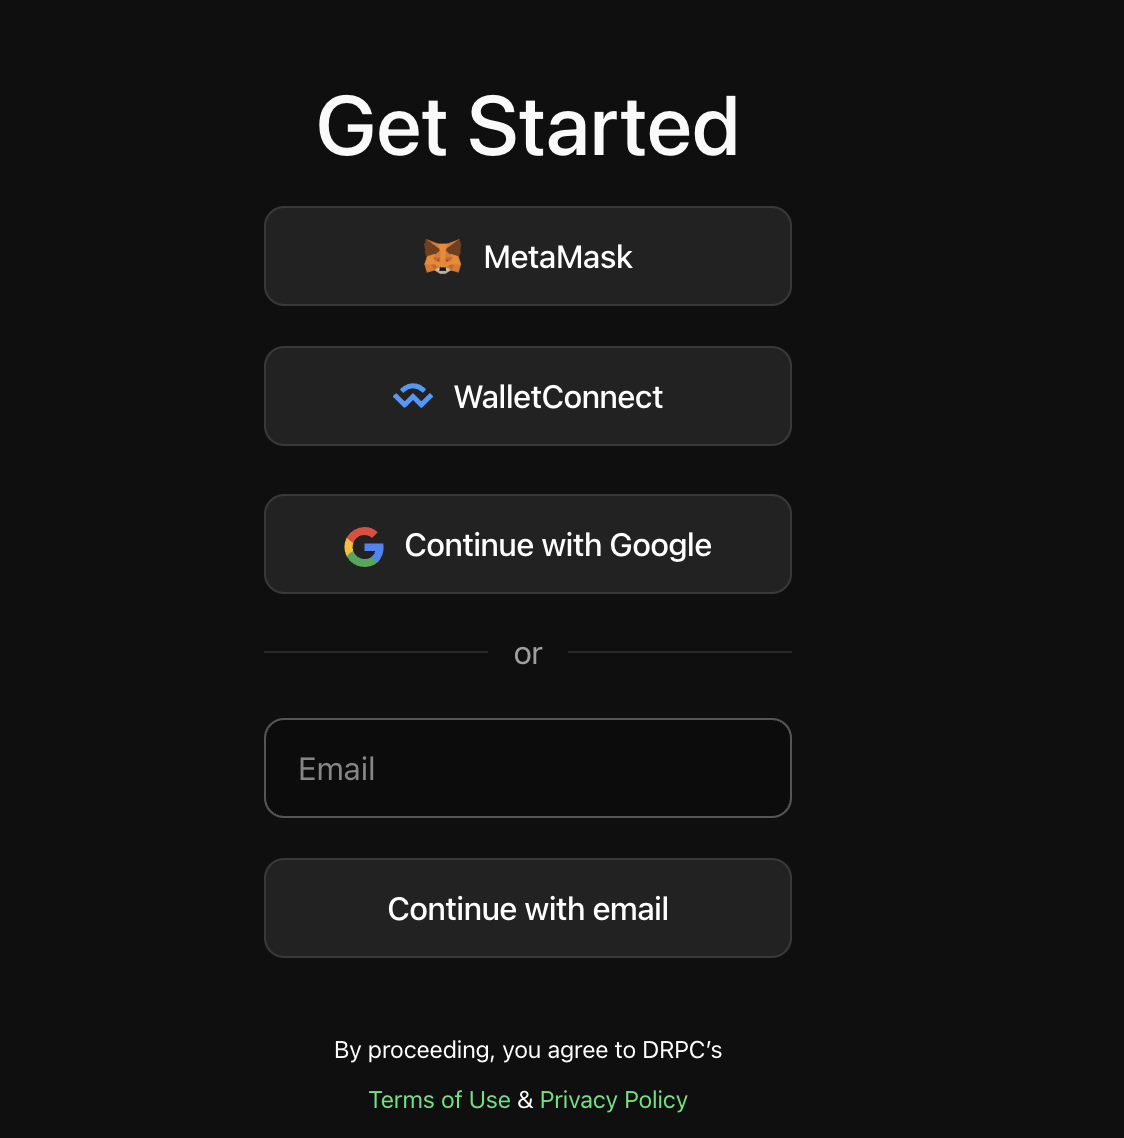 Get Started
MetaMask
WalletConnect
Continue with Google
or
Email
Continue with email
By proceeding, you agree to DRPC’s
Terms of Use & Privacy Policy